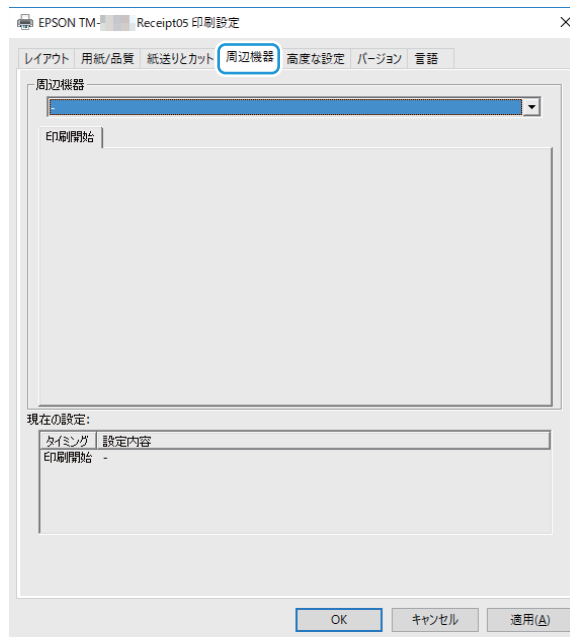 EPSON TM- Receipt05 印刷設定
レイアウト 用紙/品質 紙送りとカット 周辺機器 高度な設定 バージョン 言語
周辺機器
-
印刷開始
現在の設定:
タイミング 設定内容
印刷開始 -
OK キャンセル 適用(A)